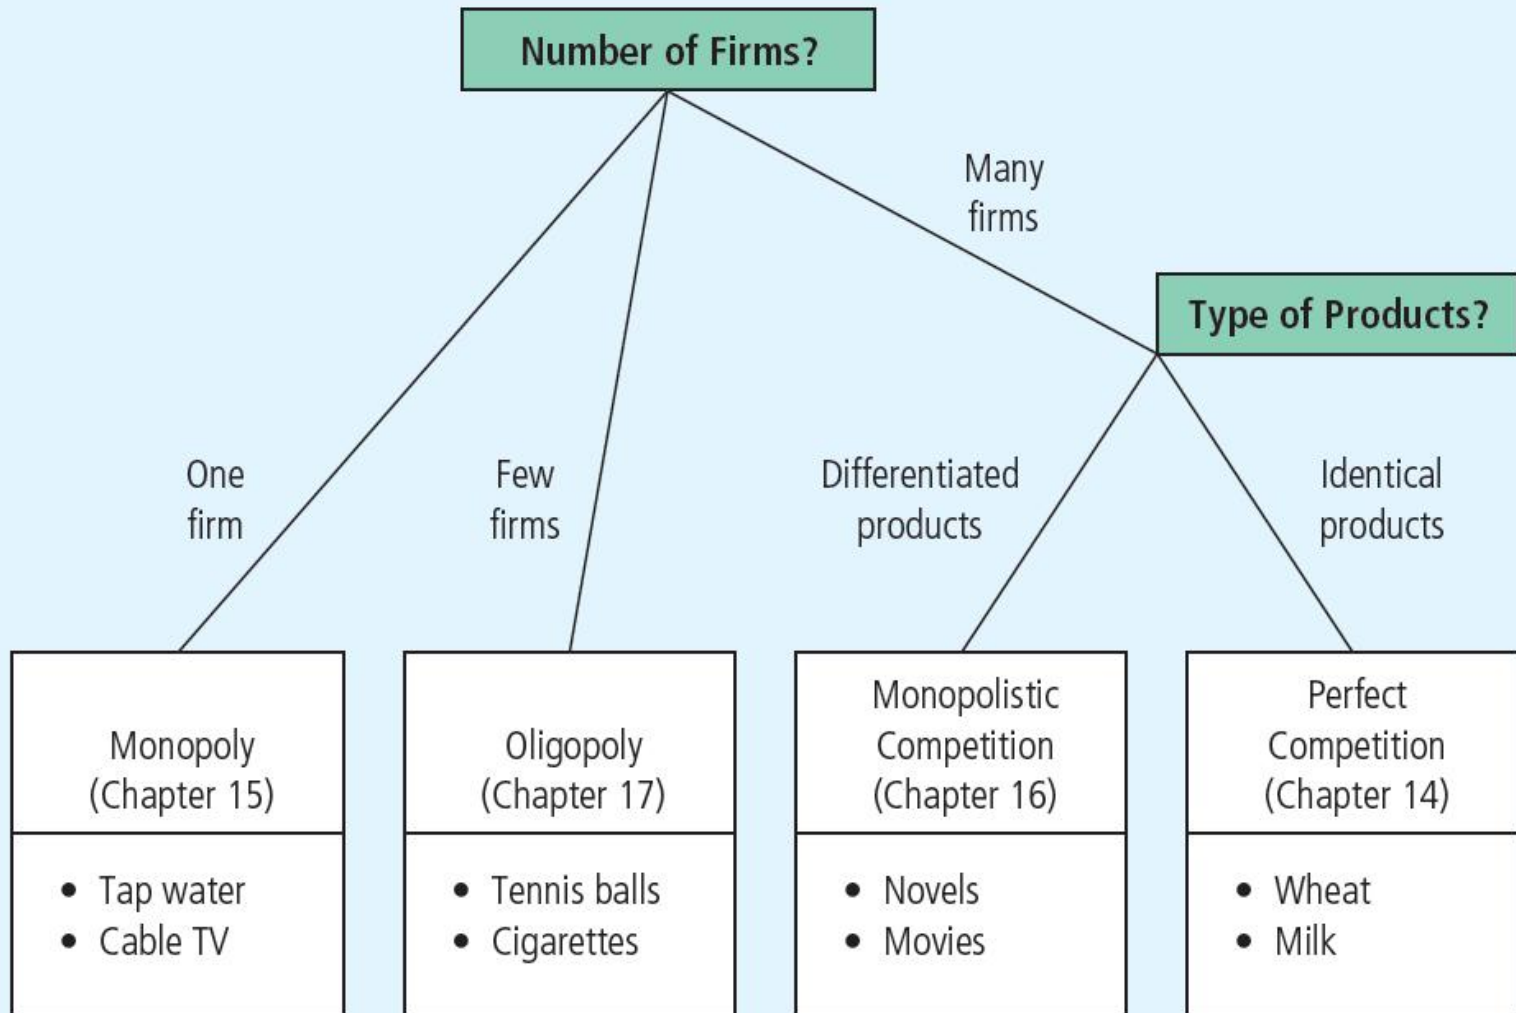 Number of Firms?
Many
firms
Type of Products?
One
firm
Few
firms
Differentiated
products
Identical
products
Monopoly
(Chapter 15)
• Tap water
• Cable TV
Oligopoly
(Chapter 17)
• Tennis balls
• Cigarettes
Monopolistic
Competition
(Chapter 16)
• Novels
• Movies
Perfect
Competition
(Chapter 14)
• Wheat
• Milk